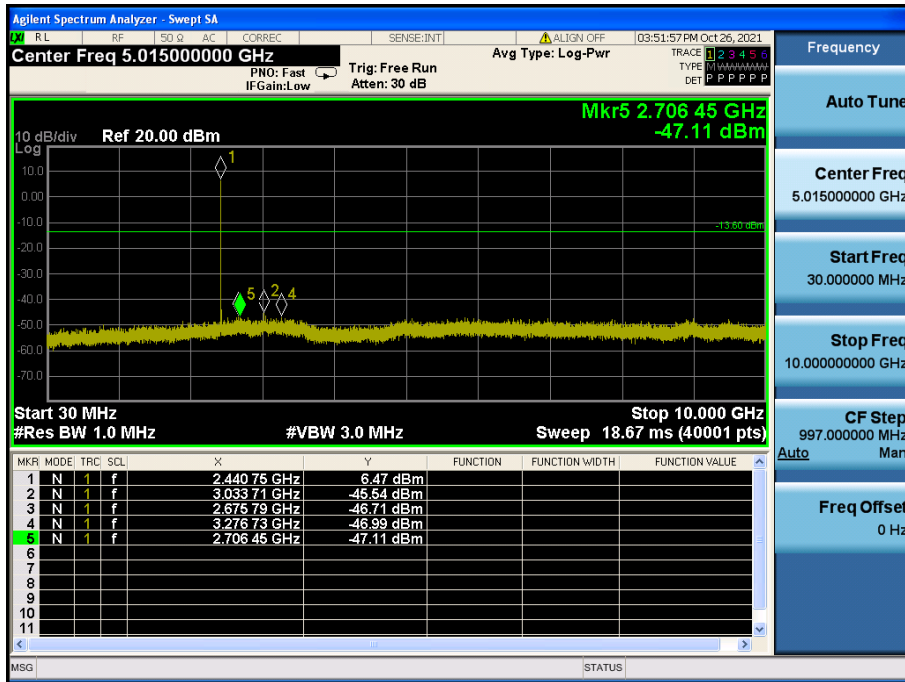 Agilent Spectrum Analyzer - Swept SA
LXI RL RF 50 Ω AC CORREC SENSE:INT ALIGN OFF 03:51:57 PM Oct 26, 2021
Center Freq 5.015000000 GHz
PNO: Fast
IFGain:Low
Trig: Free Run
Atten: 30 dB
Avg Type: Log-Pwr
TRACE 1 2 3 4 5 6
TYPE M WWWWW
DET P P P P P P
Mkr5 2.706 45 GHz
-47.11 dBm
10 dB/div Ref 20.00 dBm
Log
10.0
0.00
-10.0
-20.0
-30.0
-40.0
-50.0
-60.0
-70.0
1
-13.60 dBm
5 2 4
Start 30 MHz Stop 10.000 GHz
#Res BW 1.0 MHz #VBW 3.0 MHz Sweep 18.67 ms (40001 pts)
MKR MODE TRC SCL X Y FUNCTION FUNCTION WIDTH FUNCTION VALUE
1 N 1 f 2.440 75 GHz 6.47 dBm
2 N 1 f 3.033 71 GHz -45.54 dBm
3 N 1 f 2.675 79 GHz -46.71 dBm
4 N 1 f 3.276 73 GHz -46.99 dBm
5 N 1 f 2.706 45 GHz -47.11 dBm
6
7
8
9
10
11
MSG STATUS
Frequency
Auto Tune
Center Freq
5.015000000 GHz
Start Freq
30.000000 MHz
Stop Freq
10.000000000 GHz
CF Step
997.000000 MHz
Auto Man
Freq Offset
0 Hz